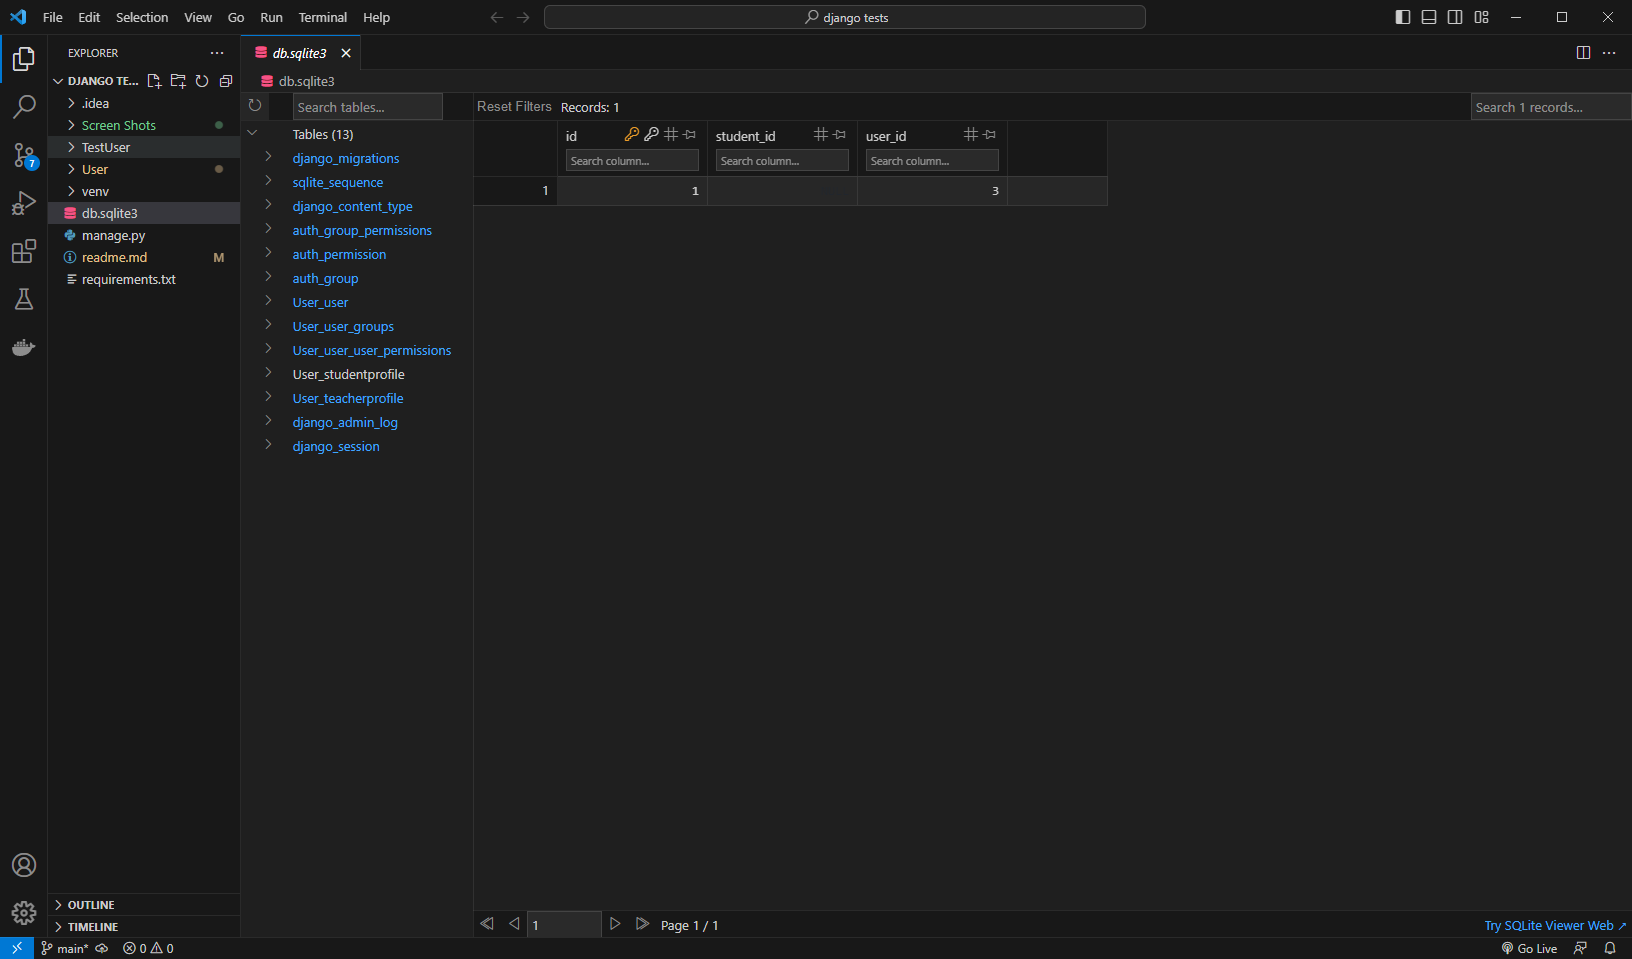 File Edit Selection View Go Run Terminal Help
django tests
EXPLORER
DJANGO TE...
.idea
Screen Shots
TestUser
User
venv
db.sqlite3
manage.py
readme.md M
requirements.txt
OUTLINE
TIMELINE
7
db.sqlite3
db.sqlite3
Search tables...
Tables (13)
django_migrations
sqlite_sequence
django_content_type
auth_group_permissions
auth_permission
auth_group
User_user
User_user_groups
User_user_user_permissions
User_studentprofile
User_teacherprofile
django_admin_log
django_session
Reset Filters Records: 1
Search 1 records...
id student_id user_id
Search column... Search column... Search column...
1 1 3
1 Page 1 / 1
Try SQLite Viewer Web
main* 0 0
Go Live